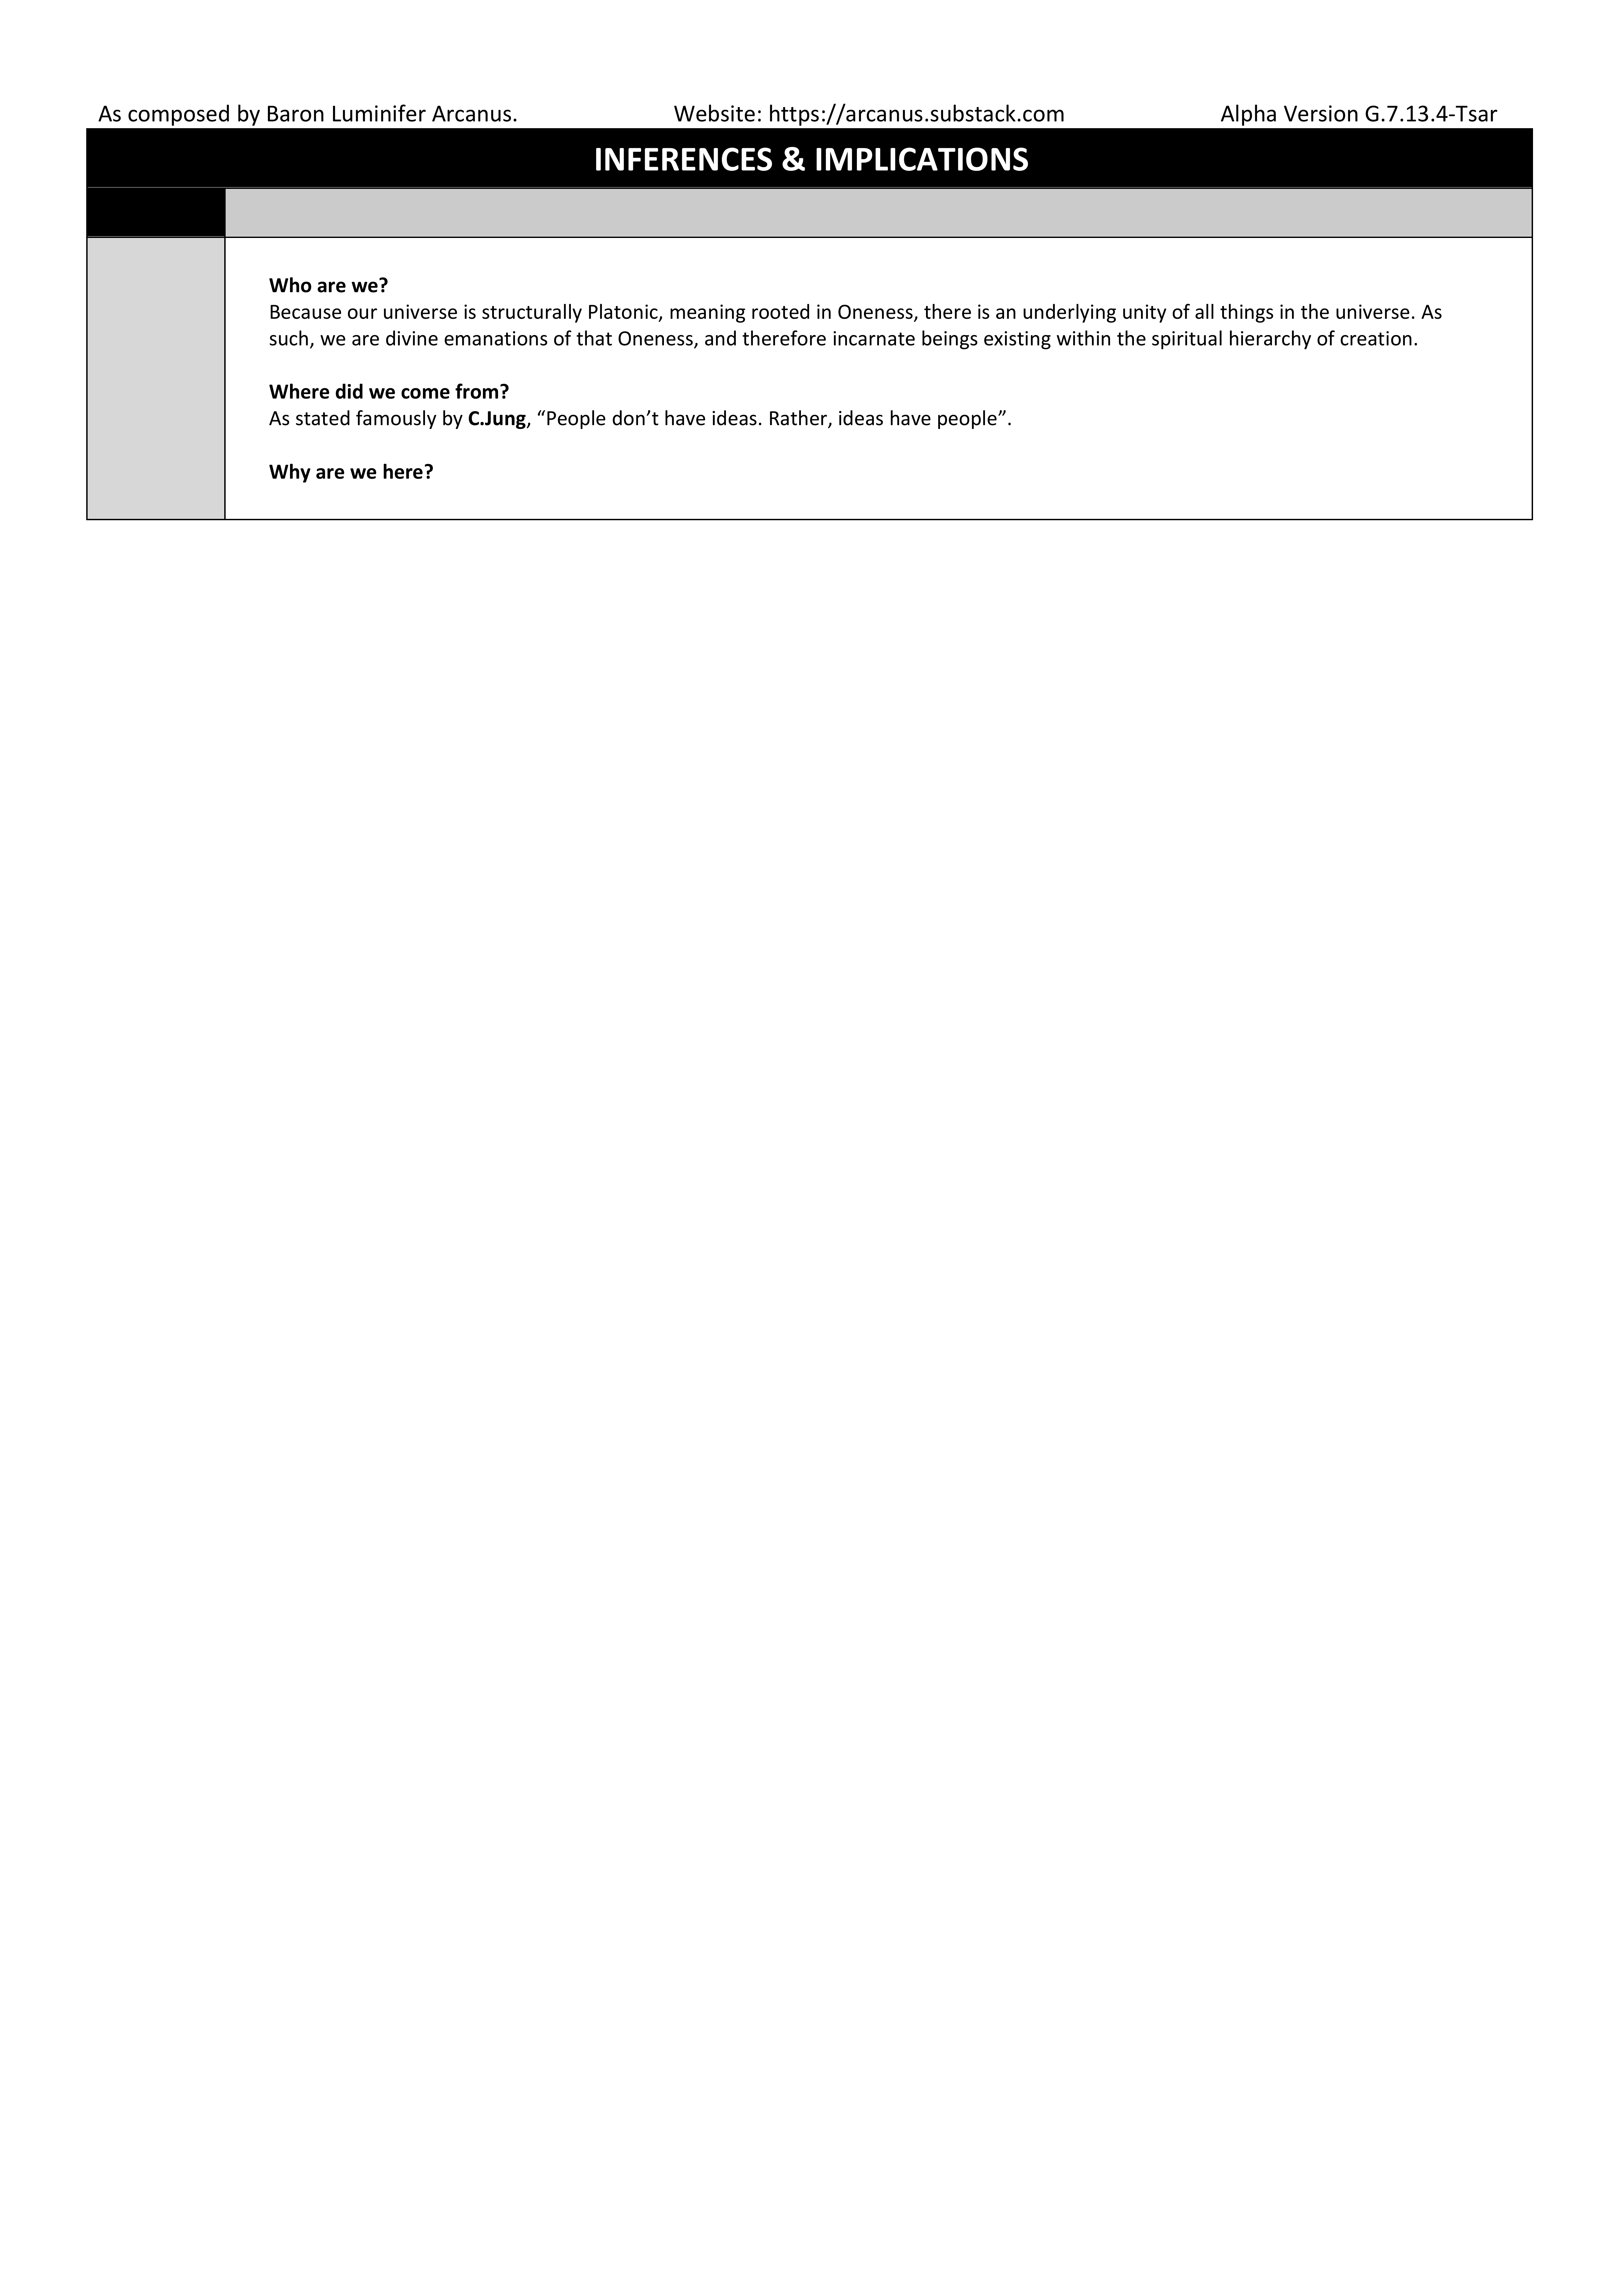 As composed by Baron Luminifer Arcanus. Website: https://arcanus.substack.com Alpha Version G.7.13.4-Tsar
INFERENCES & IMPLICATIONS
Who are we?
Because our universe is structurally Platonic, meaning rooted in Oneness, there is an underlying unity of all things in the universe. As
such, we are divine emanations of that Oneness, and therefore incarnate beings existing within the spiritual hierarchy of creation.
Where did we come from?
As stated famously by C.Jung, “People don’t have ideas. Rather, ideas have people”.
Why are we here?